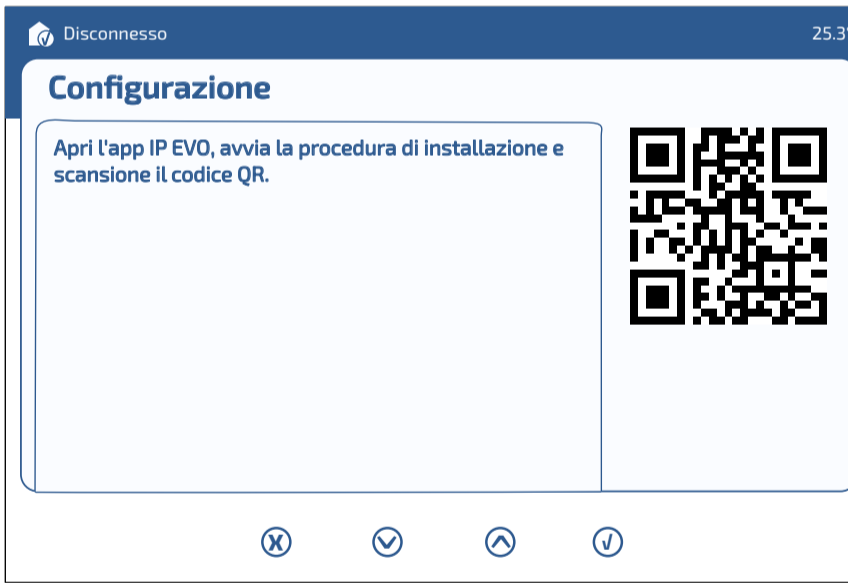 Disconnesso
25.3°
Configurazione
Apri l'app IP EVO, avvia la procedura di installazione e
scansione il codice QR.